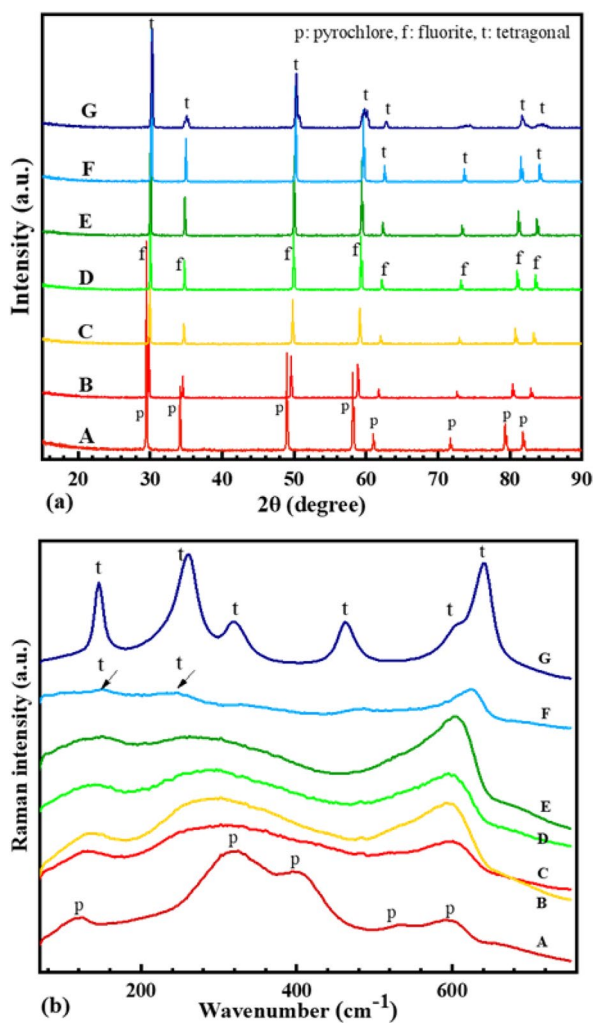 p: pyrochlore, f: fluorite, t: tetragonal
t
t
t t t t t
G
t t t
F
E
f f f f f f f
D
C
B
p p p p p p p p
A
Intensity (a.u.)
20 30 40 50 60 70 80 90
(a) 2θ (degree)
t t t t t t
G
t t
F
E
D
C
B
p p p p p
A
Raman intensity (a.u.)
200 400 600
(b) Wavenumber (cm-1)